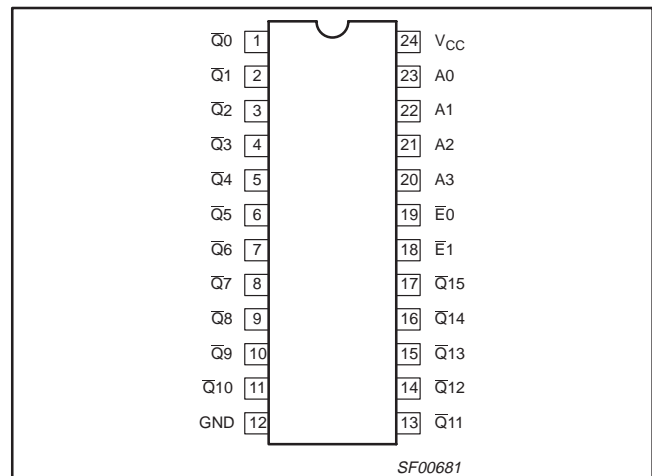 Q̅0 1 24 VCC
Q̅1 2 23 A0
Q̅2 3 22 A1
Q̅3 4 21 A2
Q̅4 5 20 A3
Q̅5 6 19 E̅0
Q̅6 7 18 E̅1
Q̅7 8 17 Q̅15
Q̅8 9 16 Q̅14
Q̅9 10 15 Q̅13
Q̅10 11 14 Q̅12
GND 12 13 Q̅11
SF00681